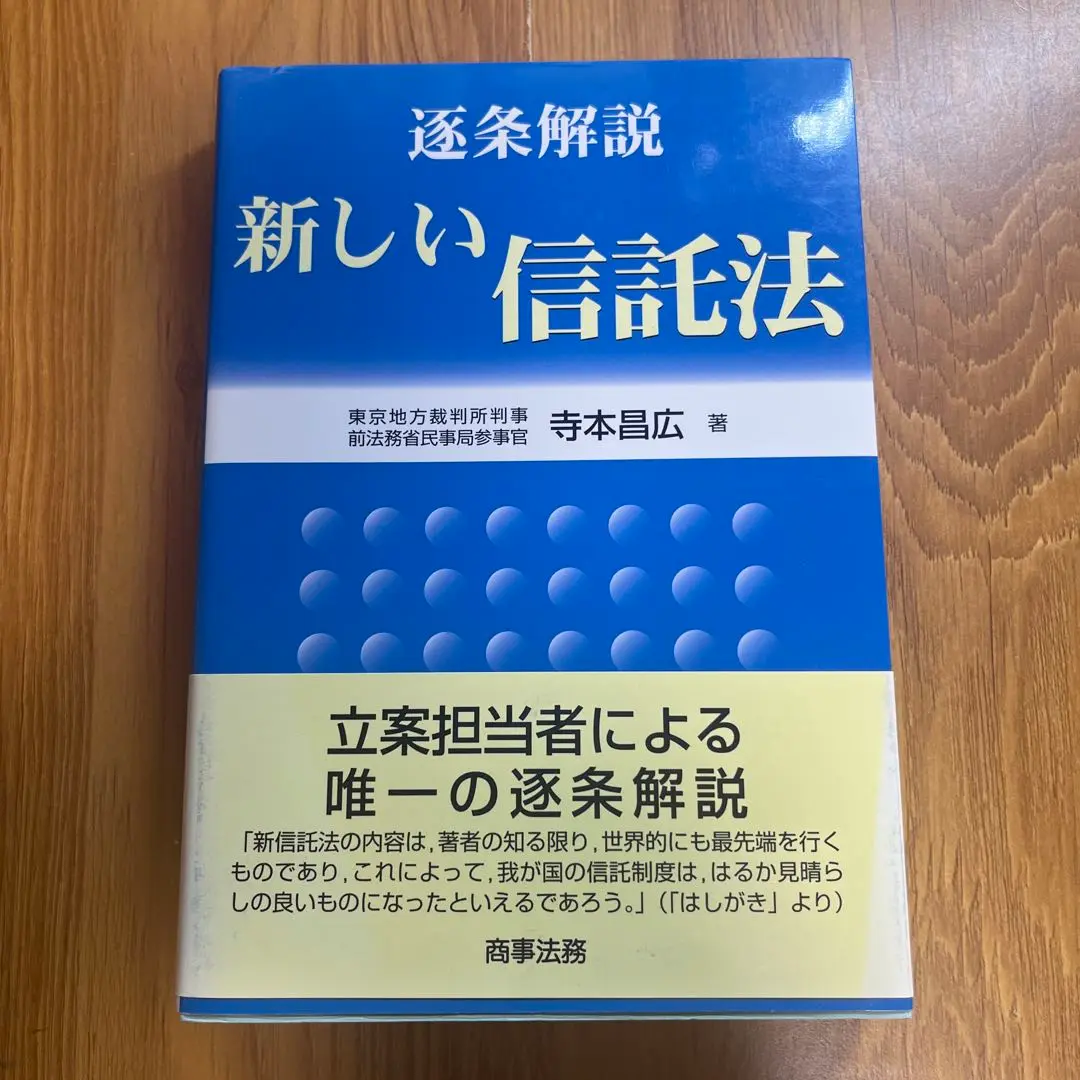 逐条解説
新しい信託法
東京地方裁判所判事
前法務省民事局参事官
寺本昌広 著
立案担当者による
唯一の逐条解説
「新信託法の内容は,著者の知る限り,世界的にも最先端を行く
ものであり,これによって,我が国の信託制度は,はるか見晴ら
しの良いものになったといえるであろう。」(「はしがき」より)
商事法務